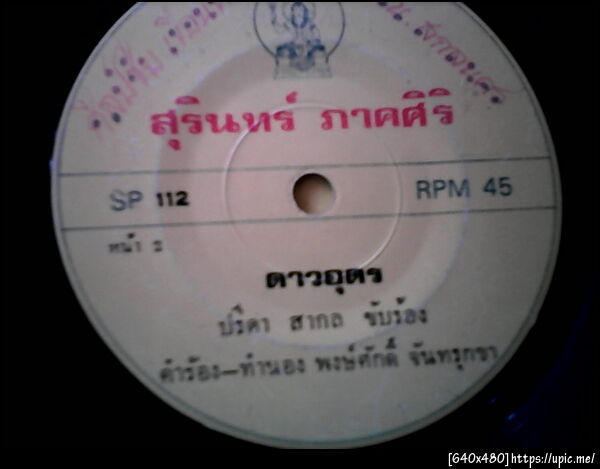 สุรินทร์ ภาคศิริ
SP 112 RPM 45
หน้า 2
ดาวอุดร
ปรีดา สากล ขับร้อง
คำร้อง-ทำนอง พงษ์ศักดิ์ จันทรุกขา
[640x480]https://upic.me/